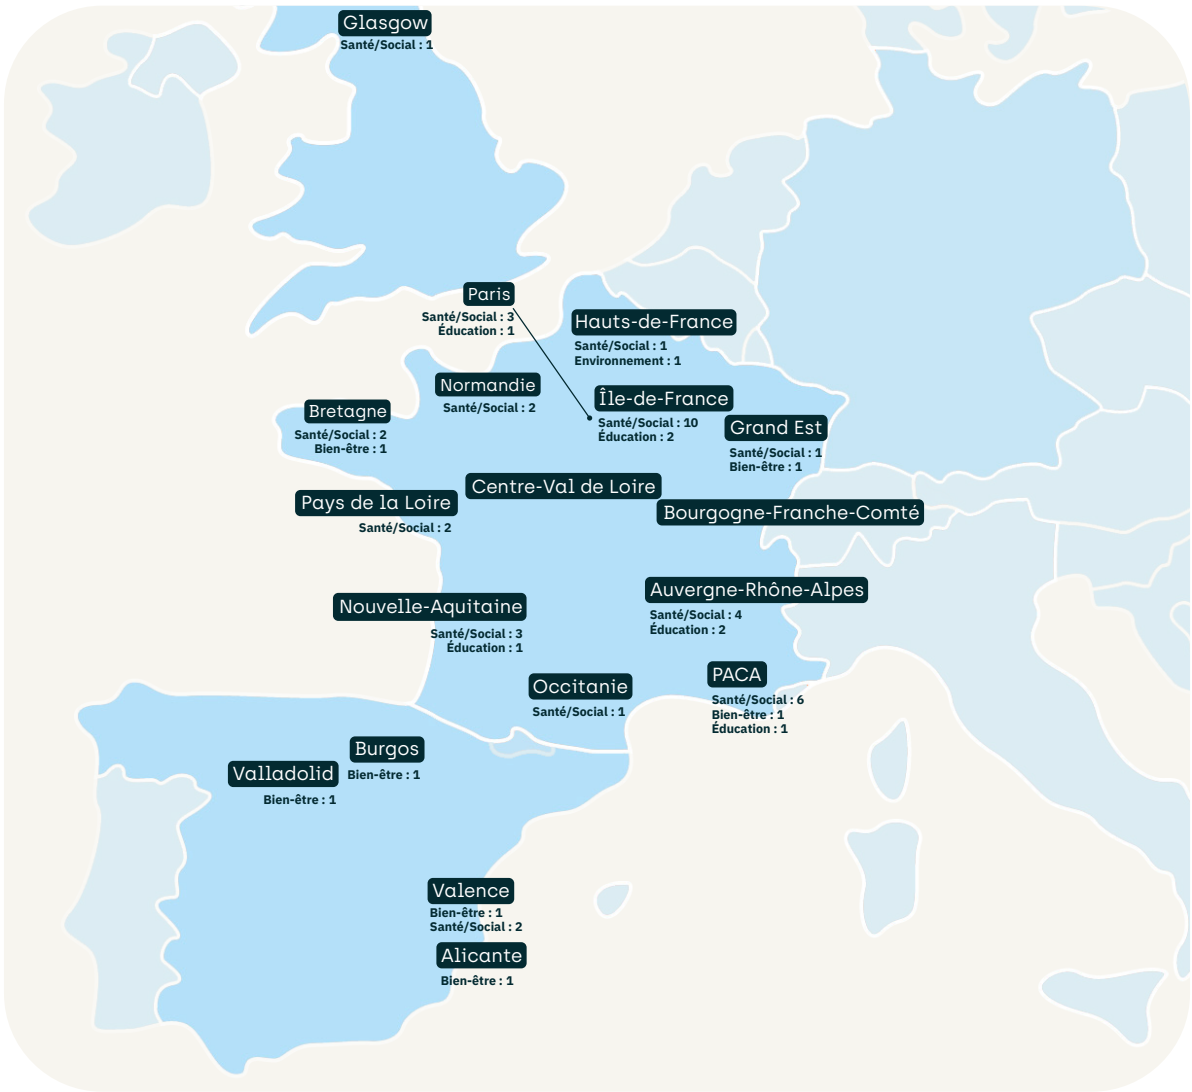 Glasgow
Santé/Social : 1
Paris
Santé/Social : 3
Éducation : 1
Hauts-de-France
Santé/Social : 1
Environnement : 1
Normandie
Santé/Social : 2
Île-de-France
Santé/Social : 10
Éducation : 2
Bretagne
Santé/Social : 2
Bien-être : 1
Grand Est
Santé/Social : 1
Bien-être : 1
Centre-Val de Loire
Pays de la Loire
Santé/Social : 2
Bourgogne-Franche-Comté
Auvergne-Rhône-Alpes
Santé/Social : 4
Éducation : 2
Nouvelle-Aquitaine
Santé/Social : 3
Éducation : 1
PACA
Santé/Social : 6
Bien-être : 1
Éducation : 1
Occitanie
Santé/Social : 1
Burgos
Bien-être : 1
Valladolid
Bien-être : 1
Valence
Bien-être : 1
Santé/Social : 2
Alicante
Bien-être : 1